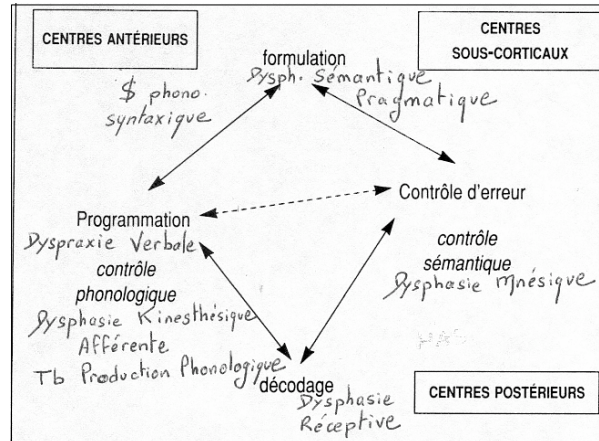 CENTRES ANTÉRIEURS
CENTRES
SOUS-CORTICAUX
formulation
Dysph. Sémantique
Pragmatique
$ phono.
syntaxique
Programmation
Dyspraxie Verbale
contrôle
phonologique
Dysphasie Kinesthésique
Afférente
Tb Production Phonologique
Contrôle d'erreur
contrôle
sémantique
Dysphasie Mnésique
décodage
Dysphasie
Réceptive
CENTRES POSTÉRIEURS